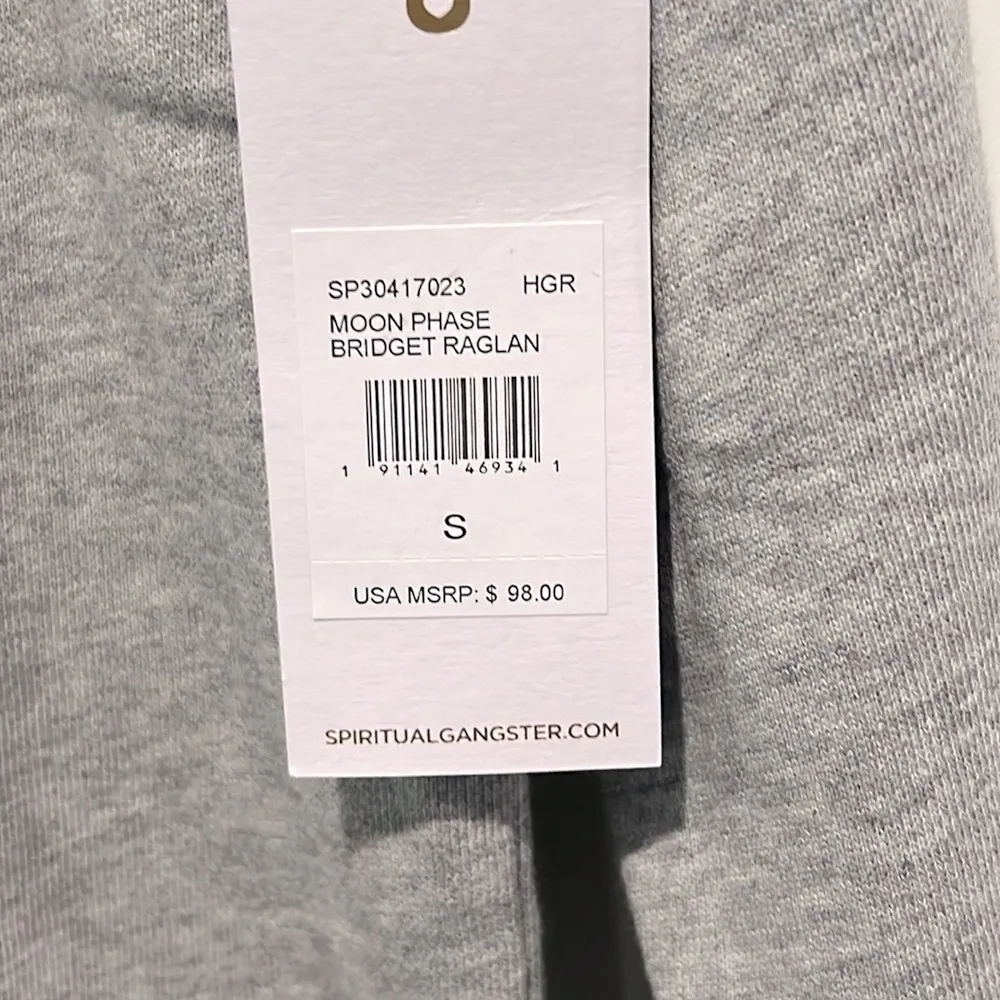 SP30417023 HGR
MOON PHASE
BRIDGET RAGLAN
1 91141 46934 1
S
USA MSRP: $ 98.00
SPIRITUALGANGSTER.COM